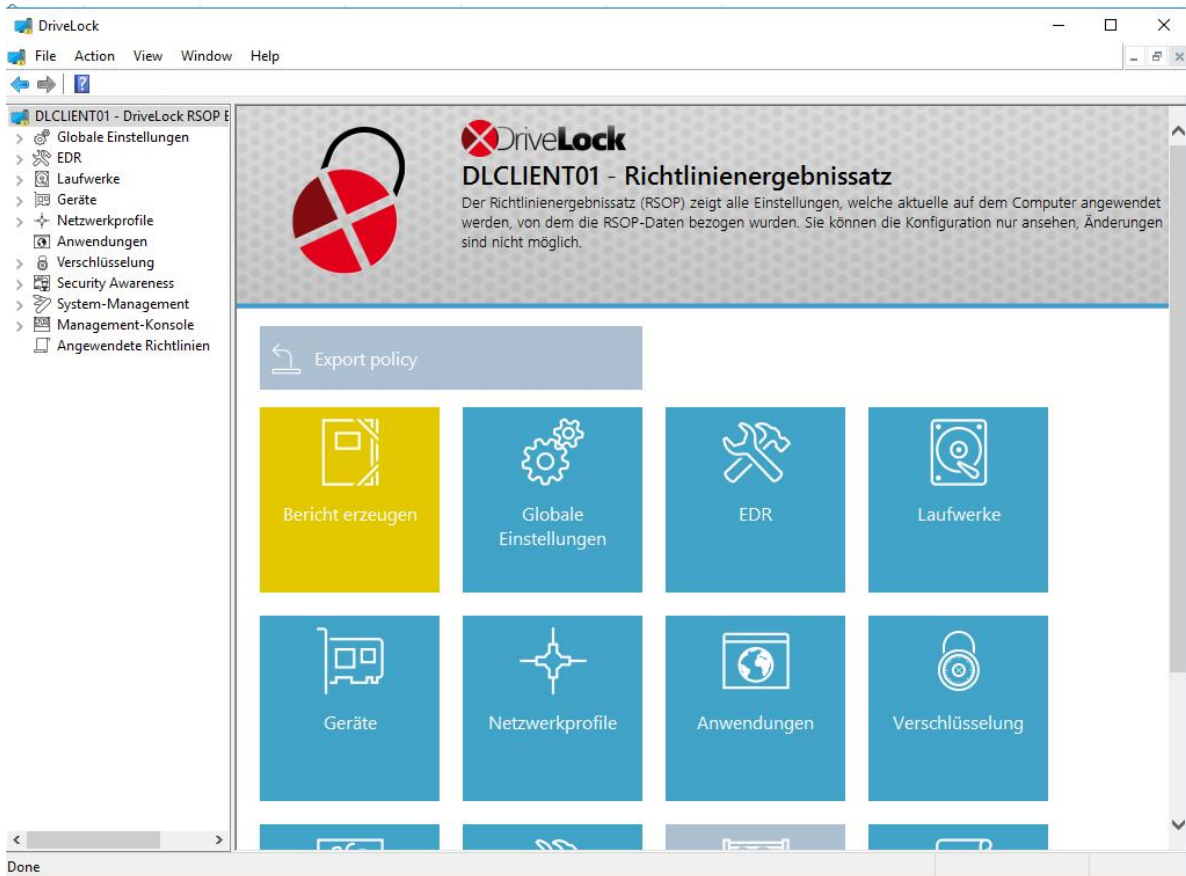 DriveLock
File Action View Window Help
DLCLIENT01 - DriveLock RSOP E
Globale Einstellungen
EDR
Laufwerke
Geräte
Netzwerkprofile
Anwendungen
Verschlüsselung
Security Awareness
System-Management
Management-Konsole
Angewendete Richtlinien
DriveLock
DLCLIENT01 - Richtlinienergebnissatz
Der Richtlinienergebnissatz (RSOP) zeigt alle Einstellungen, welche aktuelle auf dem Computer angewendet
werden, von dem die RSOP-Daten bezogen wurden. Sie können die Konfiguration nur ansehen, Änderungen
sind nicht möglich.
Export policy
Bericht erzeugen
Globale
Einstellungen
EDR
Laufwerke
Geräte
Netzwerkprofile
Anwendungen
Verschlüsselung
Done